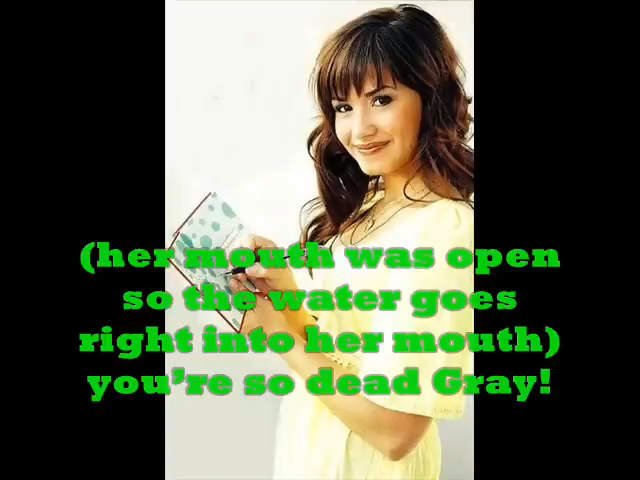 (her mouth was open
so the water goes
right into her mouth)
you're so dead Gray!